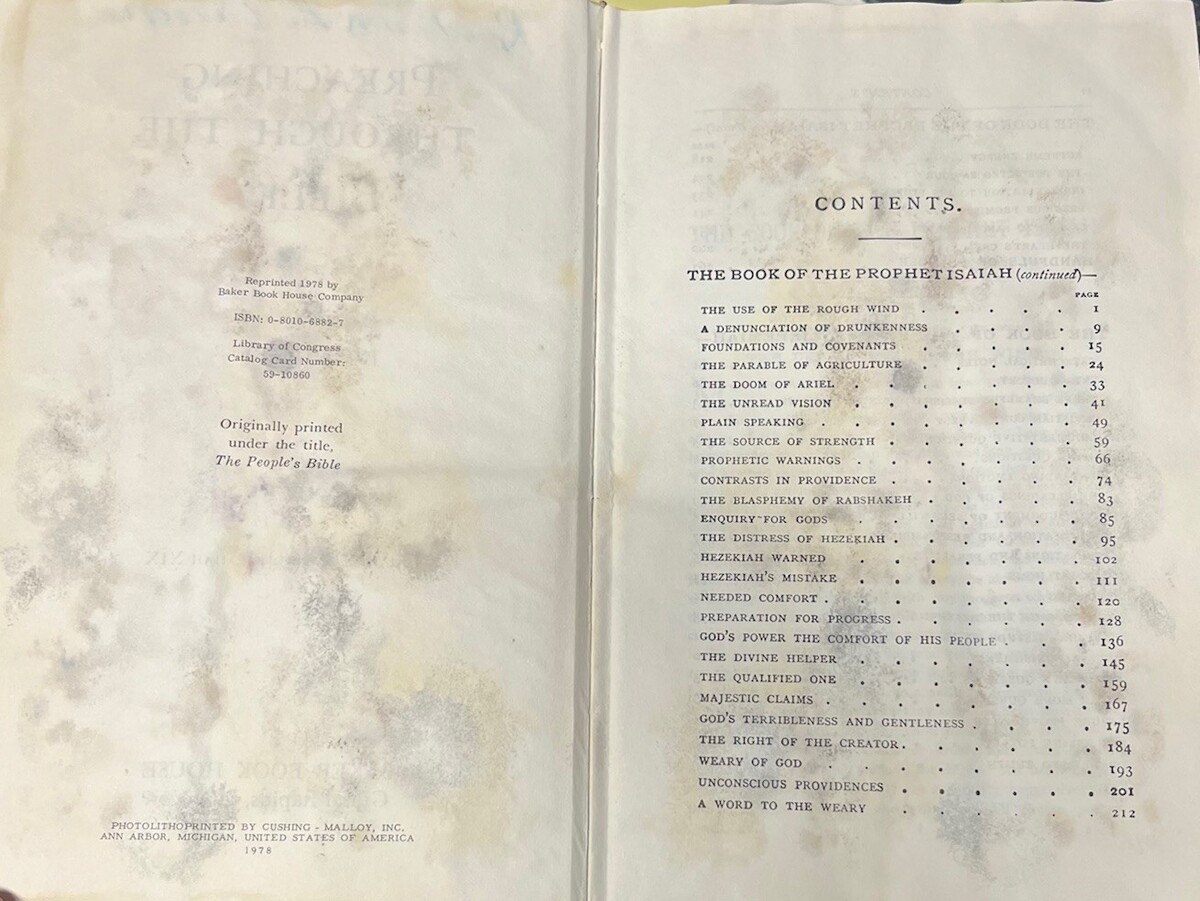 Reprinted 1978 by
Baker Book House Company
ISBN: 0-8010-6882-7
Library of Congress
Catalog Card Number:
59-10860
Originally printed
under the title,
The People's Bible
PHOTOLITHOPRINTED BY CUSHING - MALLOY, INC.
ANN ARBOR, MICHIGAN, UNITED STATES OF AMERICA
1978
CONTENTS.
THE BOOK OF THE PROPHET ISAIAH (continued)—
PAGE
THE USE OF THE ROUGH WIND . . . . . 1
A DENUNCIATION OF DRUNKENNESS . . . . 9
FOUNDATIONS AND COVENANTS . . . . . 15
THE PARABLE OF AGRICULTURE . . . . . 24
THE DOOM OF ARIEL . . . . . . . 33
THE UNREAD VISION . . . . . . . 41
PLAIN SPEAKING . . . . . . . . 49
THE SOURCE OF STRENGTH . . . . . . 59
PROPHETIC WARNINGS . . . . . . . 66
CONTRASTS IN PROVIDENCE . . . . . . 74
THE BLASPHEMY OF RABSHAKEH . . . . . 83
ENQUIRY FOR GODS . . . . . . . 85
THE DISTRESS OF HEZEKIAH . . . . . . 95
HEZEKIAH WARNED . . . . . . . 102
HEZEKIAH'S MISTAKE . . . . . . . 111
NEEDED COMFORT . . . . . . . . 120
PREPARATION FOR PROGRESS . . . . . . 128
GOD'S POWER THE COMFORT OF HIS PEOPLE . . . 136
THE DIVINE HELPER . . . . . . . 145
THE QUALIFIED ONE . . . . . . . 159
MAJESTIC CLAIMS . . . . . . . . 167
GOD'S TERRIBLENESS AND GENTLENESS . . . . 175
THE RIGHT OF THE CREATOR . . . . . . 184
WEARY OF GOD . . . . . . . . 193
UNCONSCIOUS PROVIDENCES . . . . . . 201
A WORD TO THE WEARY . . . . . . 212